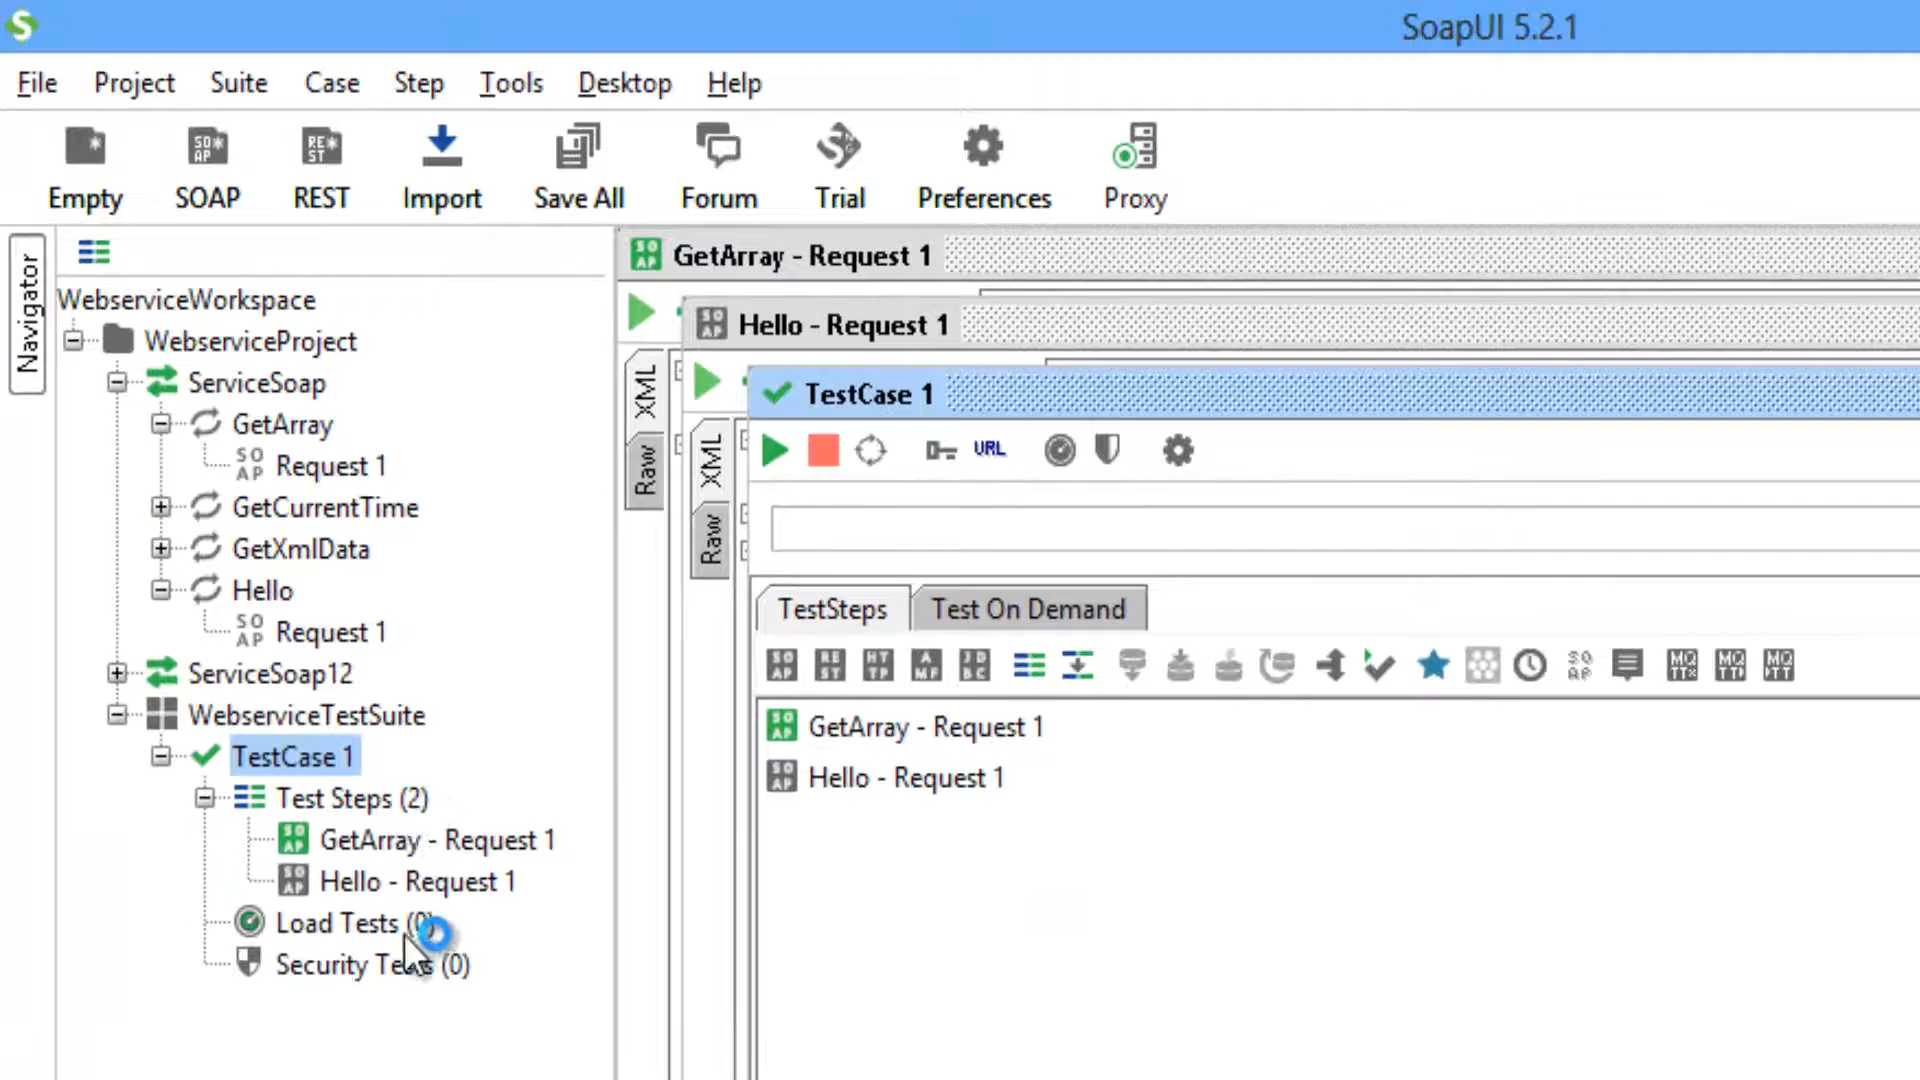 SoapUI 5.2.1
File Project Suite Case Step Tools Desktop Help
Empty SOAP REST Import Save All Forum Trial Preferences Proxy
Navigator
WebserviceWorkspace
WebserviceProject
ServiceSoap
GetArray
Request 1
GetCurrentTime
GetXmlData
Hello
Request 1
ServiceSoap12
WebserviceTestSuite
TestCase 1
Test Steps (2)
GetArray - Request 1
Hello - Request 1
Load Tests (0)
Security Tests (0)
GetArray - Request 1
XML
Raw
Hello - Request 1
XML
Raw
TestCase 1
URL
TestSteps Test On Demand
GetArray - Request 1
Hello - Request 1